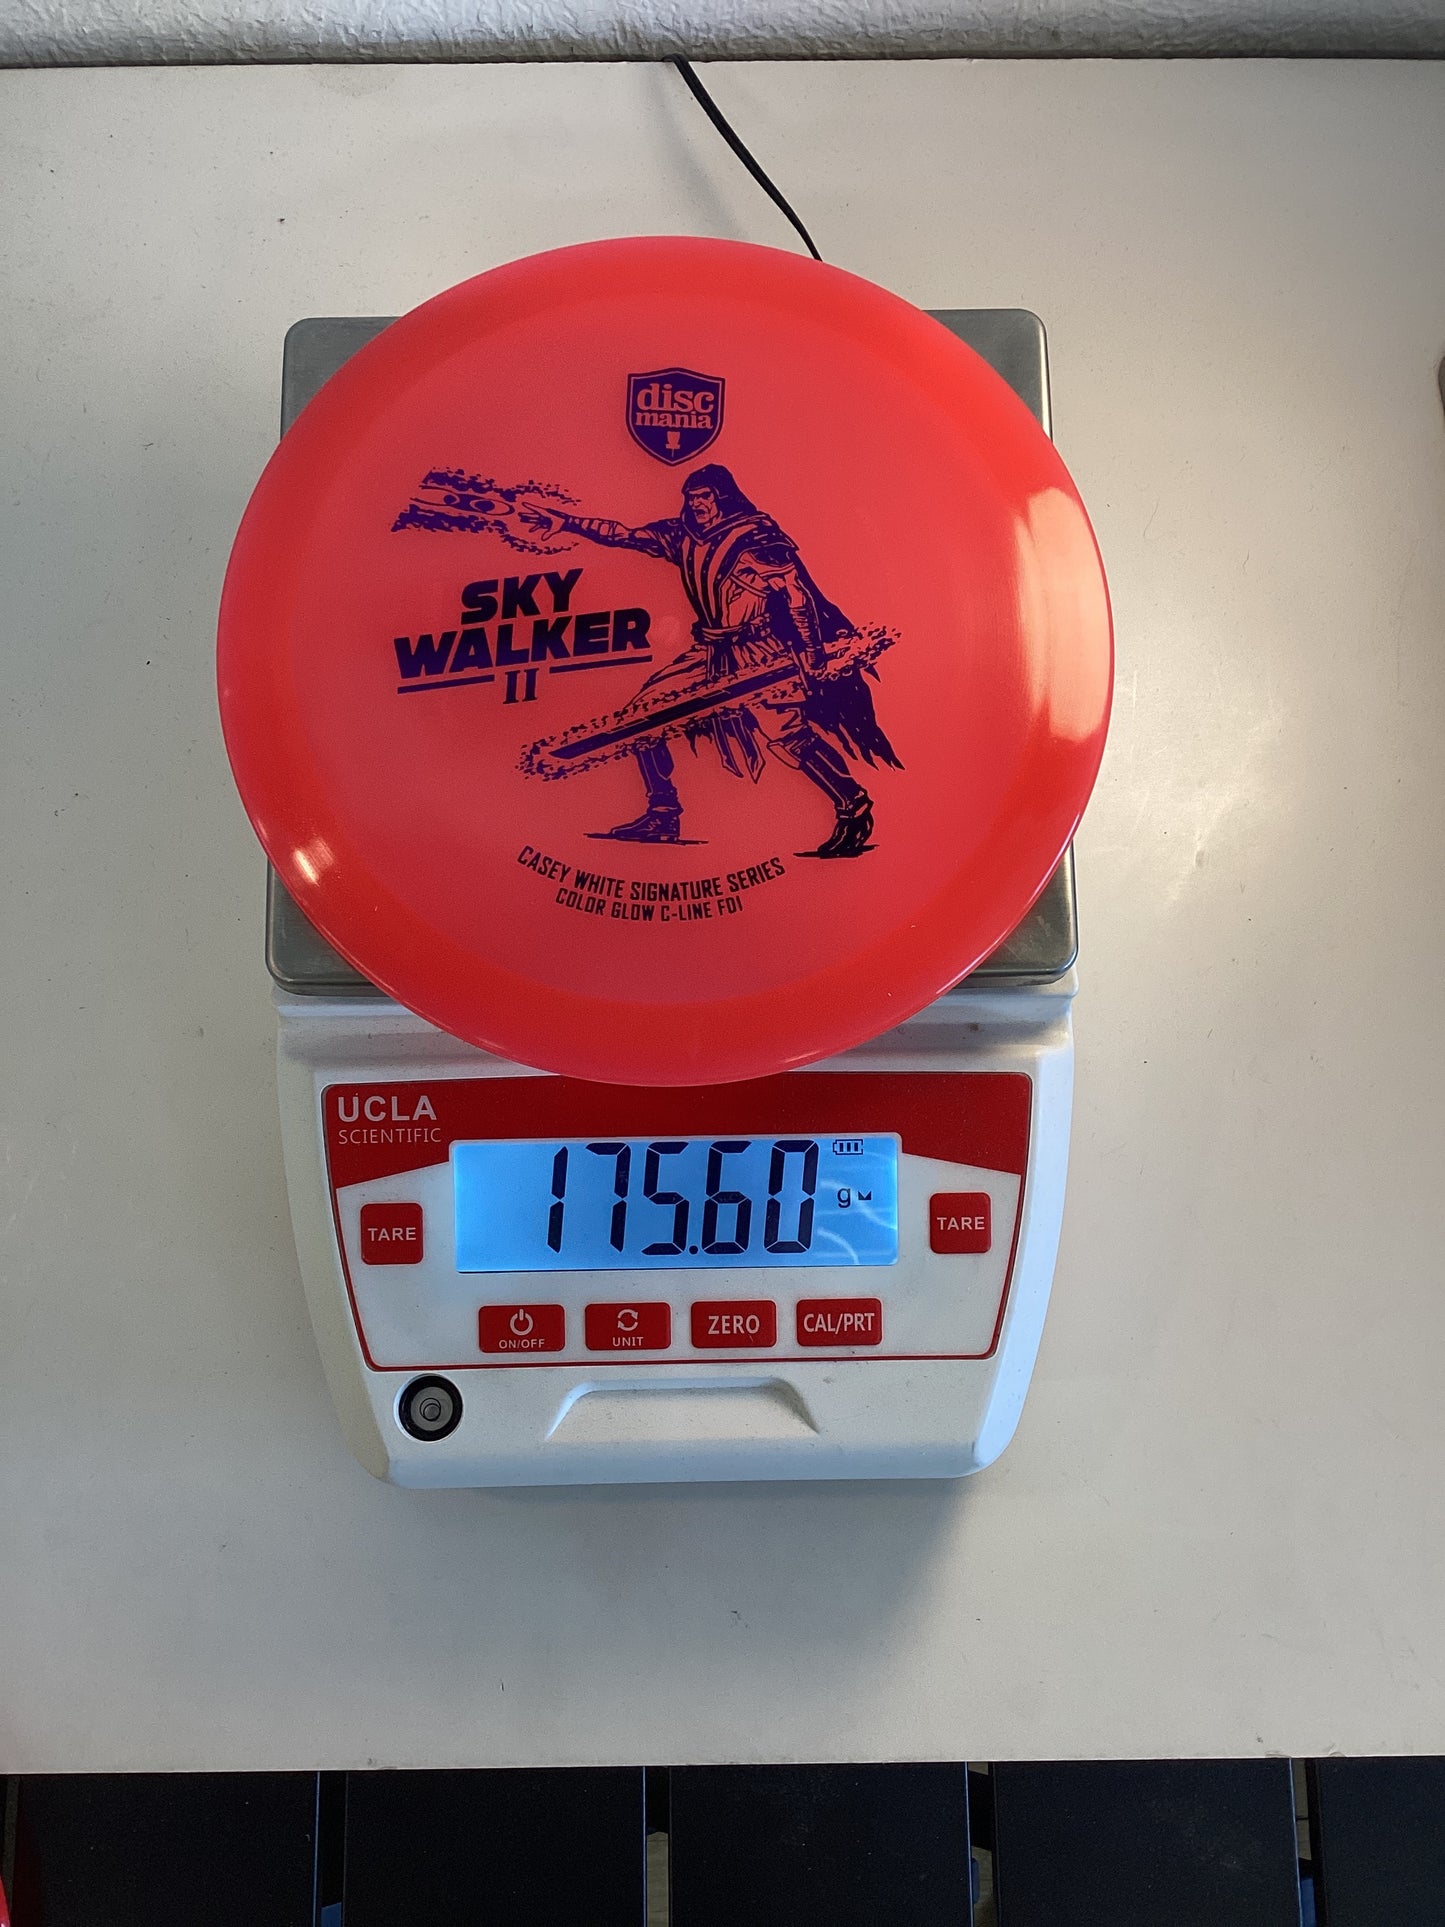 disc
mania
SKY
WALKER
II
CASEY WHITE SIGNATURE SERIES
COLOR GLOW C-LINE FD1
UCLA
SCIENTIFIC
175.60
g
TARE
TARE
ON/OFF
UNIT
ZERO
CAL/PRT